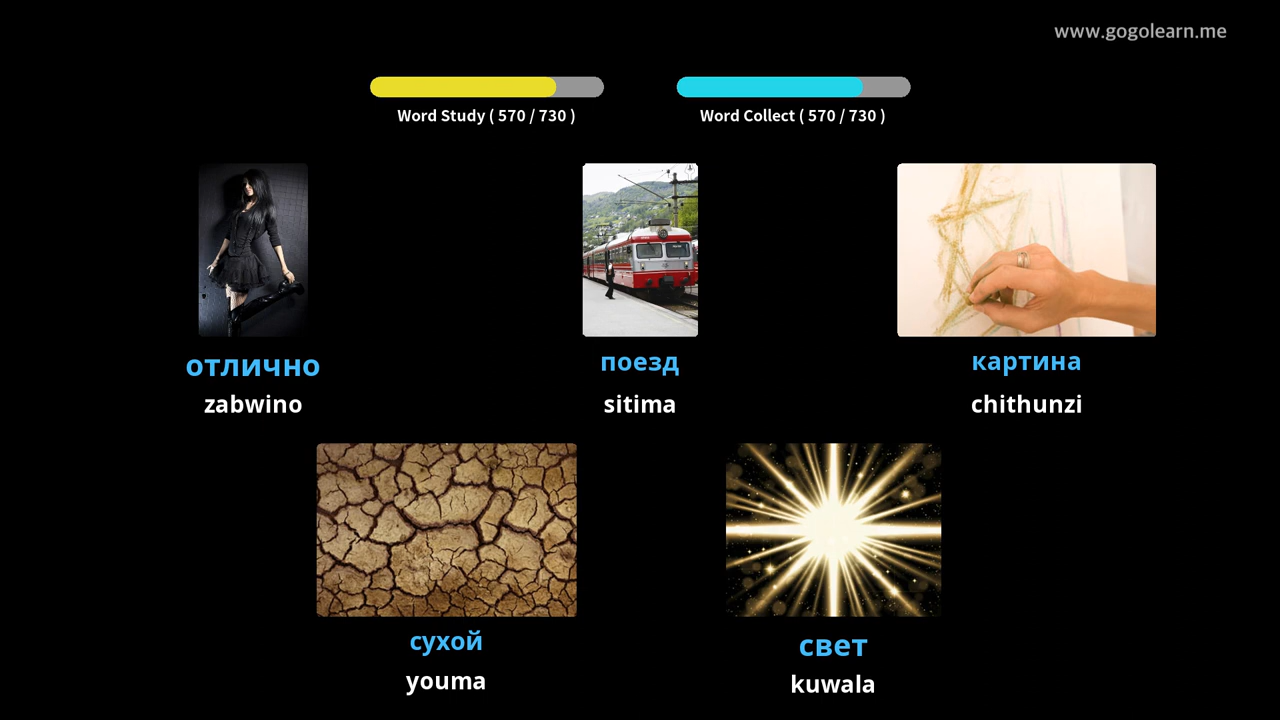 www.gogolearn.me
Word Study ( 570 / 730 )
Word Collect ( 570 / 730 )
отлично
zabwino
поезд
sitima
картина
chithunzi
сухой
youma
свет
kuwala